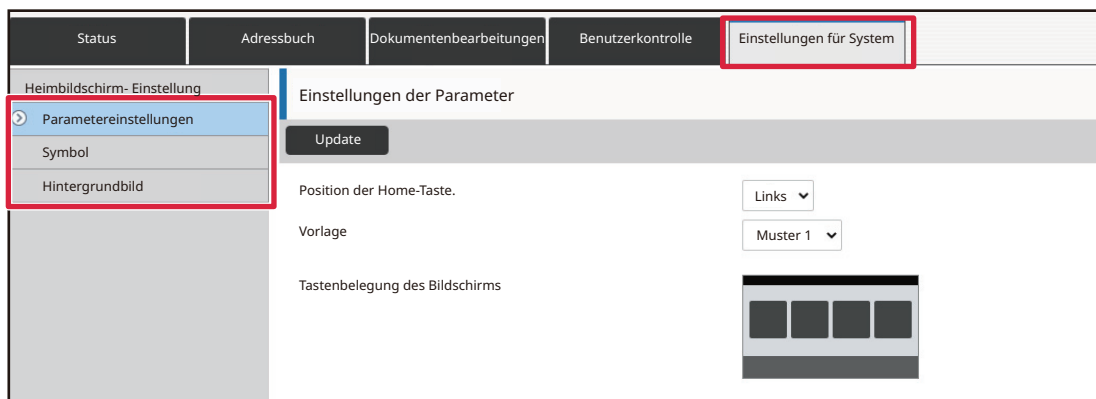 Status
Adressbuch
Dokumentenbearbeitungen
Benutzerkontrolle
Einstellungen für System
Heimbildschirm- Einstellung
Parametereinstellungen
Symbol
Hintergrundbild
Einstellungen der Parameter
Update
Position der Home-Taste.
Links
Vorlage
Muster 1
Tastenbelegung des Bildschirms